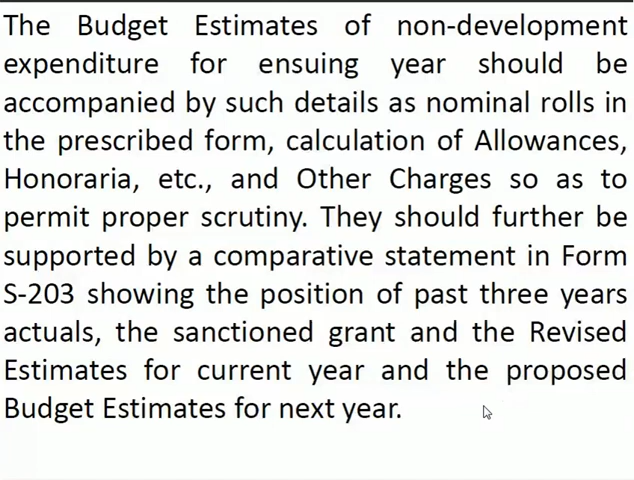 The Budget Estimates of non-development
expenditure for ensuing year should be
accompanied by such details as nominal rolls in
the prescribed form, calculation of Allowances,
Honoraria, etc., and Other Charges so as to
permit proper scrutiny. They should further be
supported by a comparative statement in Form
S-203 showing the position of past three years
actuals, the sanctioned grant and the Revised
Estimates for current year and the proposed
Budget Estimates for next year.